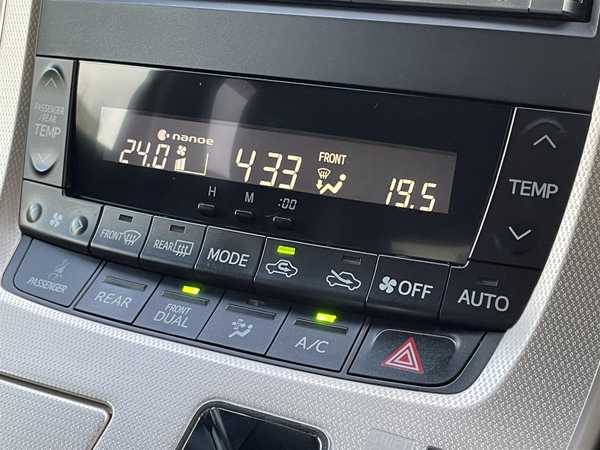 PASSENGER
/REAR
TEMP
nanoe
24.0
4:33
FRONT
19.5
H
M
:00
TEMP
FRONT
REAR
MODE
OFF
AUTO
PASSENGER
REAR
FRONT
DUAL
A/C